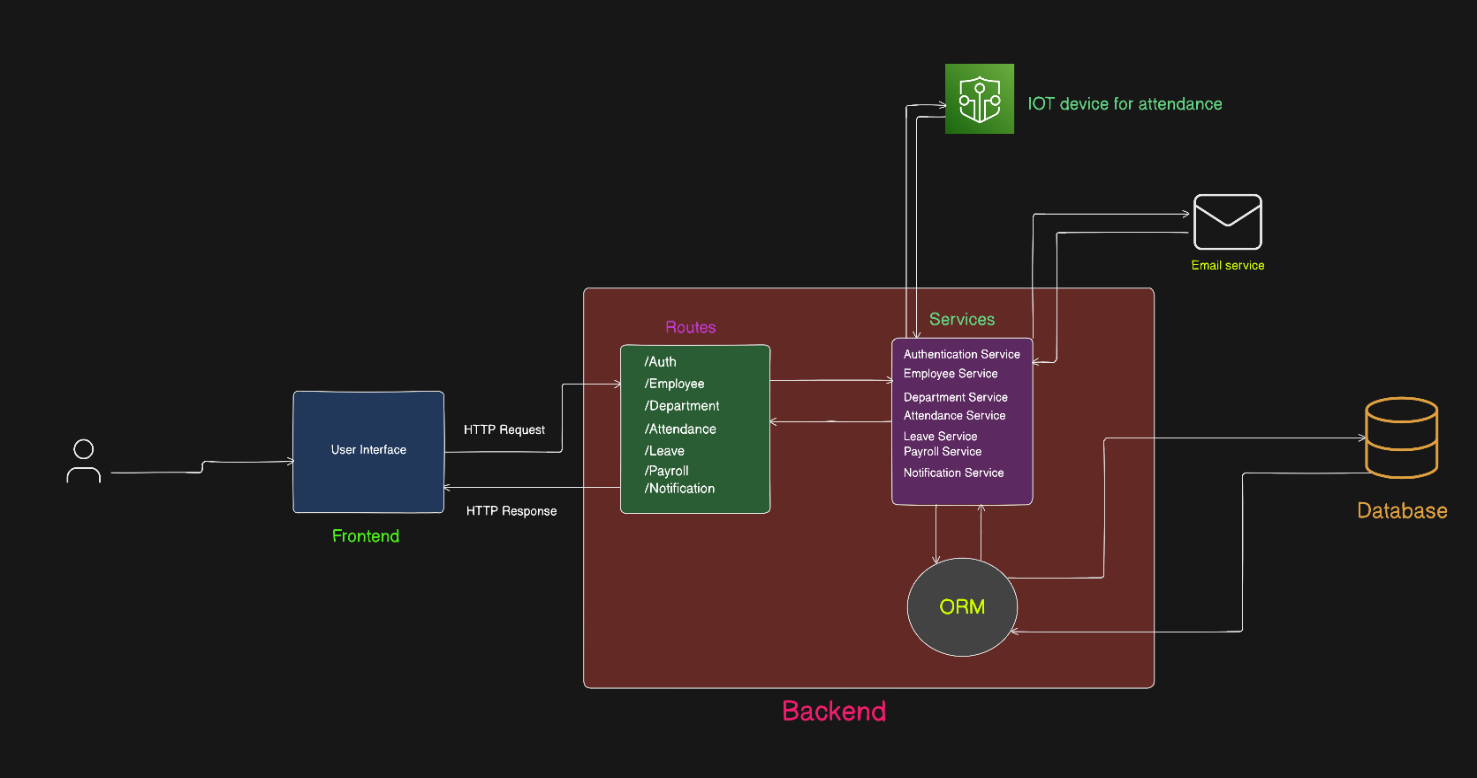 IOT device for attendance
Email service
Routes
/Auth
/Employee
/Department
/Attendance
/Leave
/Payroll
/Notification
Services
Authentication Service
Employee Service
Department Service
Attendance Service
Leave Service
Payroll Service
Notification Service
HTTP Request
User Interface
HTTP Response
Frontend
Database
ORM
Backend